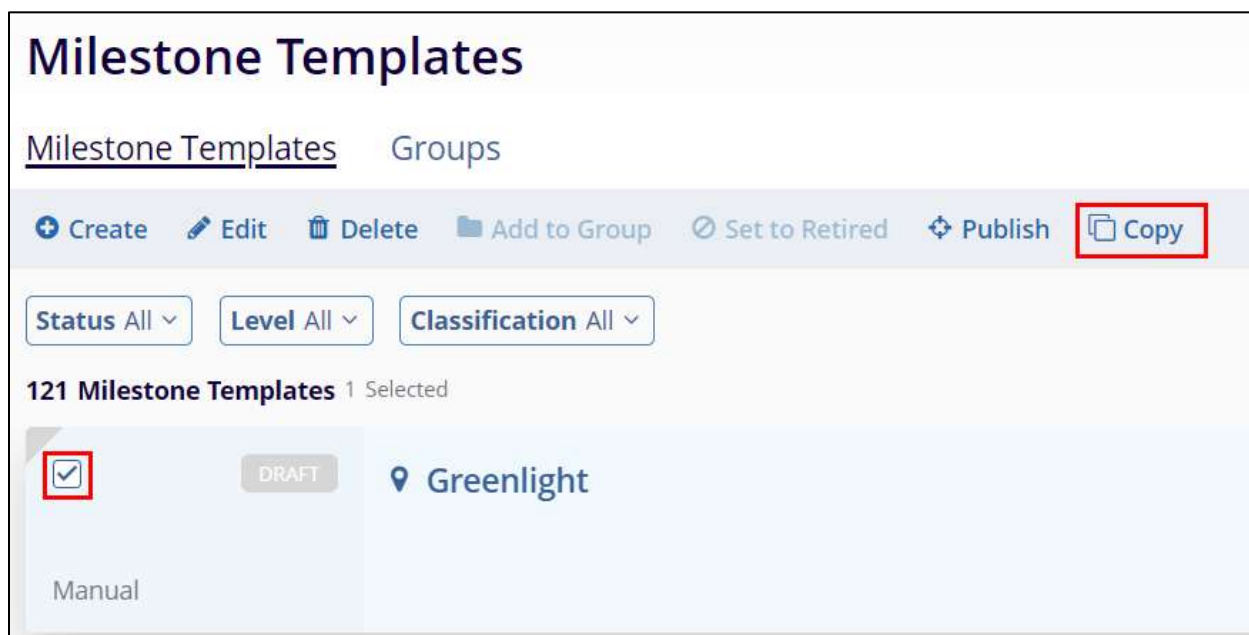 Milestone Templates
Milestone Templates Groups
Create Edit Delete Add to Group Set to Retired Publish Copy
Status All Level All Classification All
121 Milestone Templates 1 Selected
DRAFT Greenlight
Manual